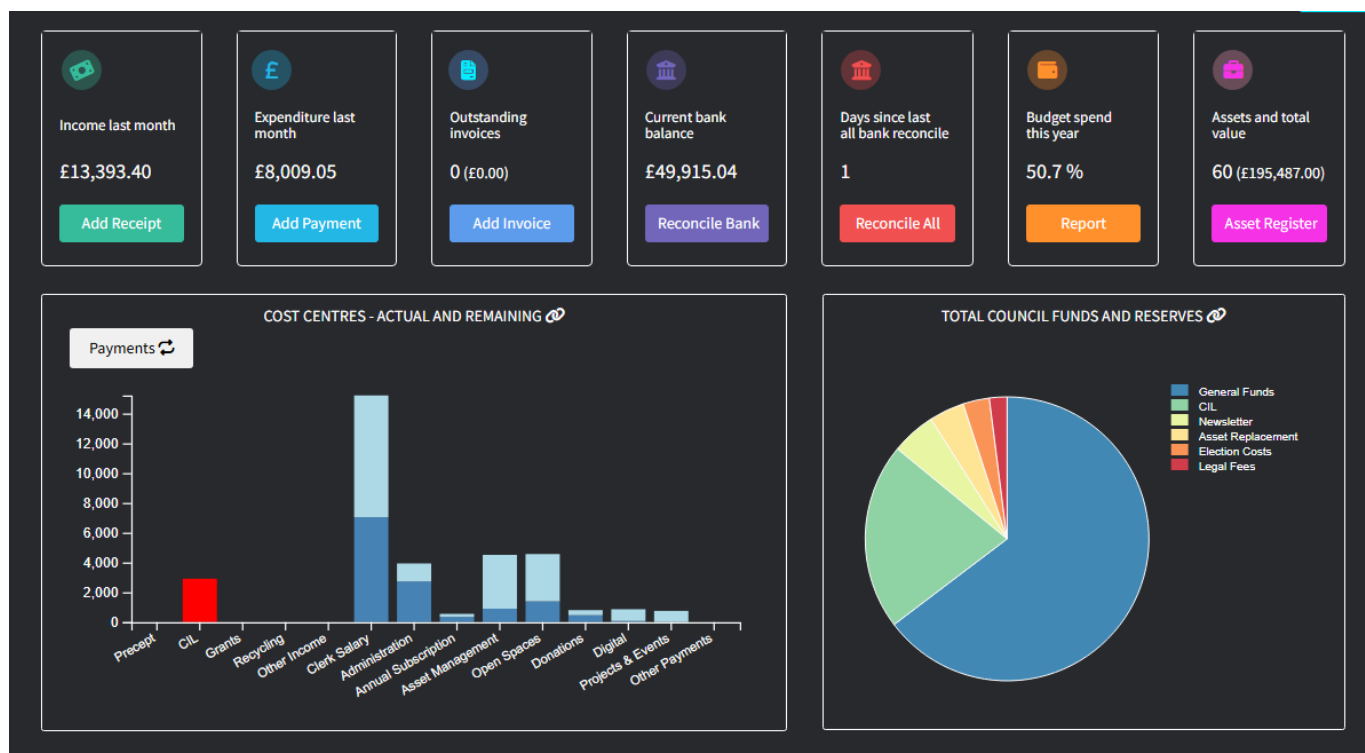 Income last month
£13,393.40
Add Receipt
£
Expenditure last
month
£8,009.05
Add Payment
Outstanding
invoices
0 (£0.00)
Add Invoice
Current bank
balance
£49,915.04
Reconcile Bank
Days since last
all bank reconcile
1
Reconcile All
Budget spend
this year
50.7 %
Report
Assets and total
value
60 (£195,487.00)
Asset Register
COST CENTRES - ACTUAL AND REMAINING
Payments
14,000
12,000
10,000
8,000
6,000
4,000
2,000
0
Precept
CIL
Grants
Recycling
Other Income
Clerk Salary
Administration
Annual Subscription
Asset Management
Open Spaces
Donations
Digital
Projects & Events
Other Payments
TOTAL COUNCIL FUNDS AND RESERVES
General Funds
CIL
Newsletter
Asset Replacement
Election Costs
Legal Fees